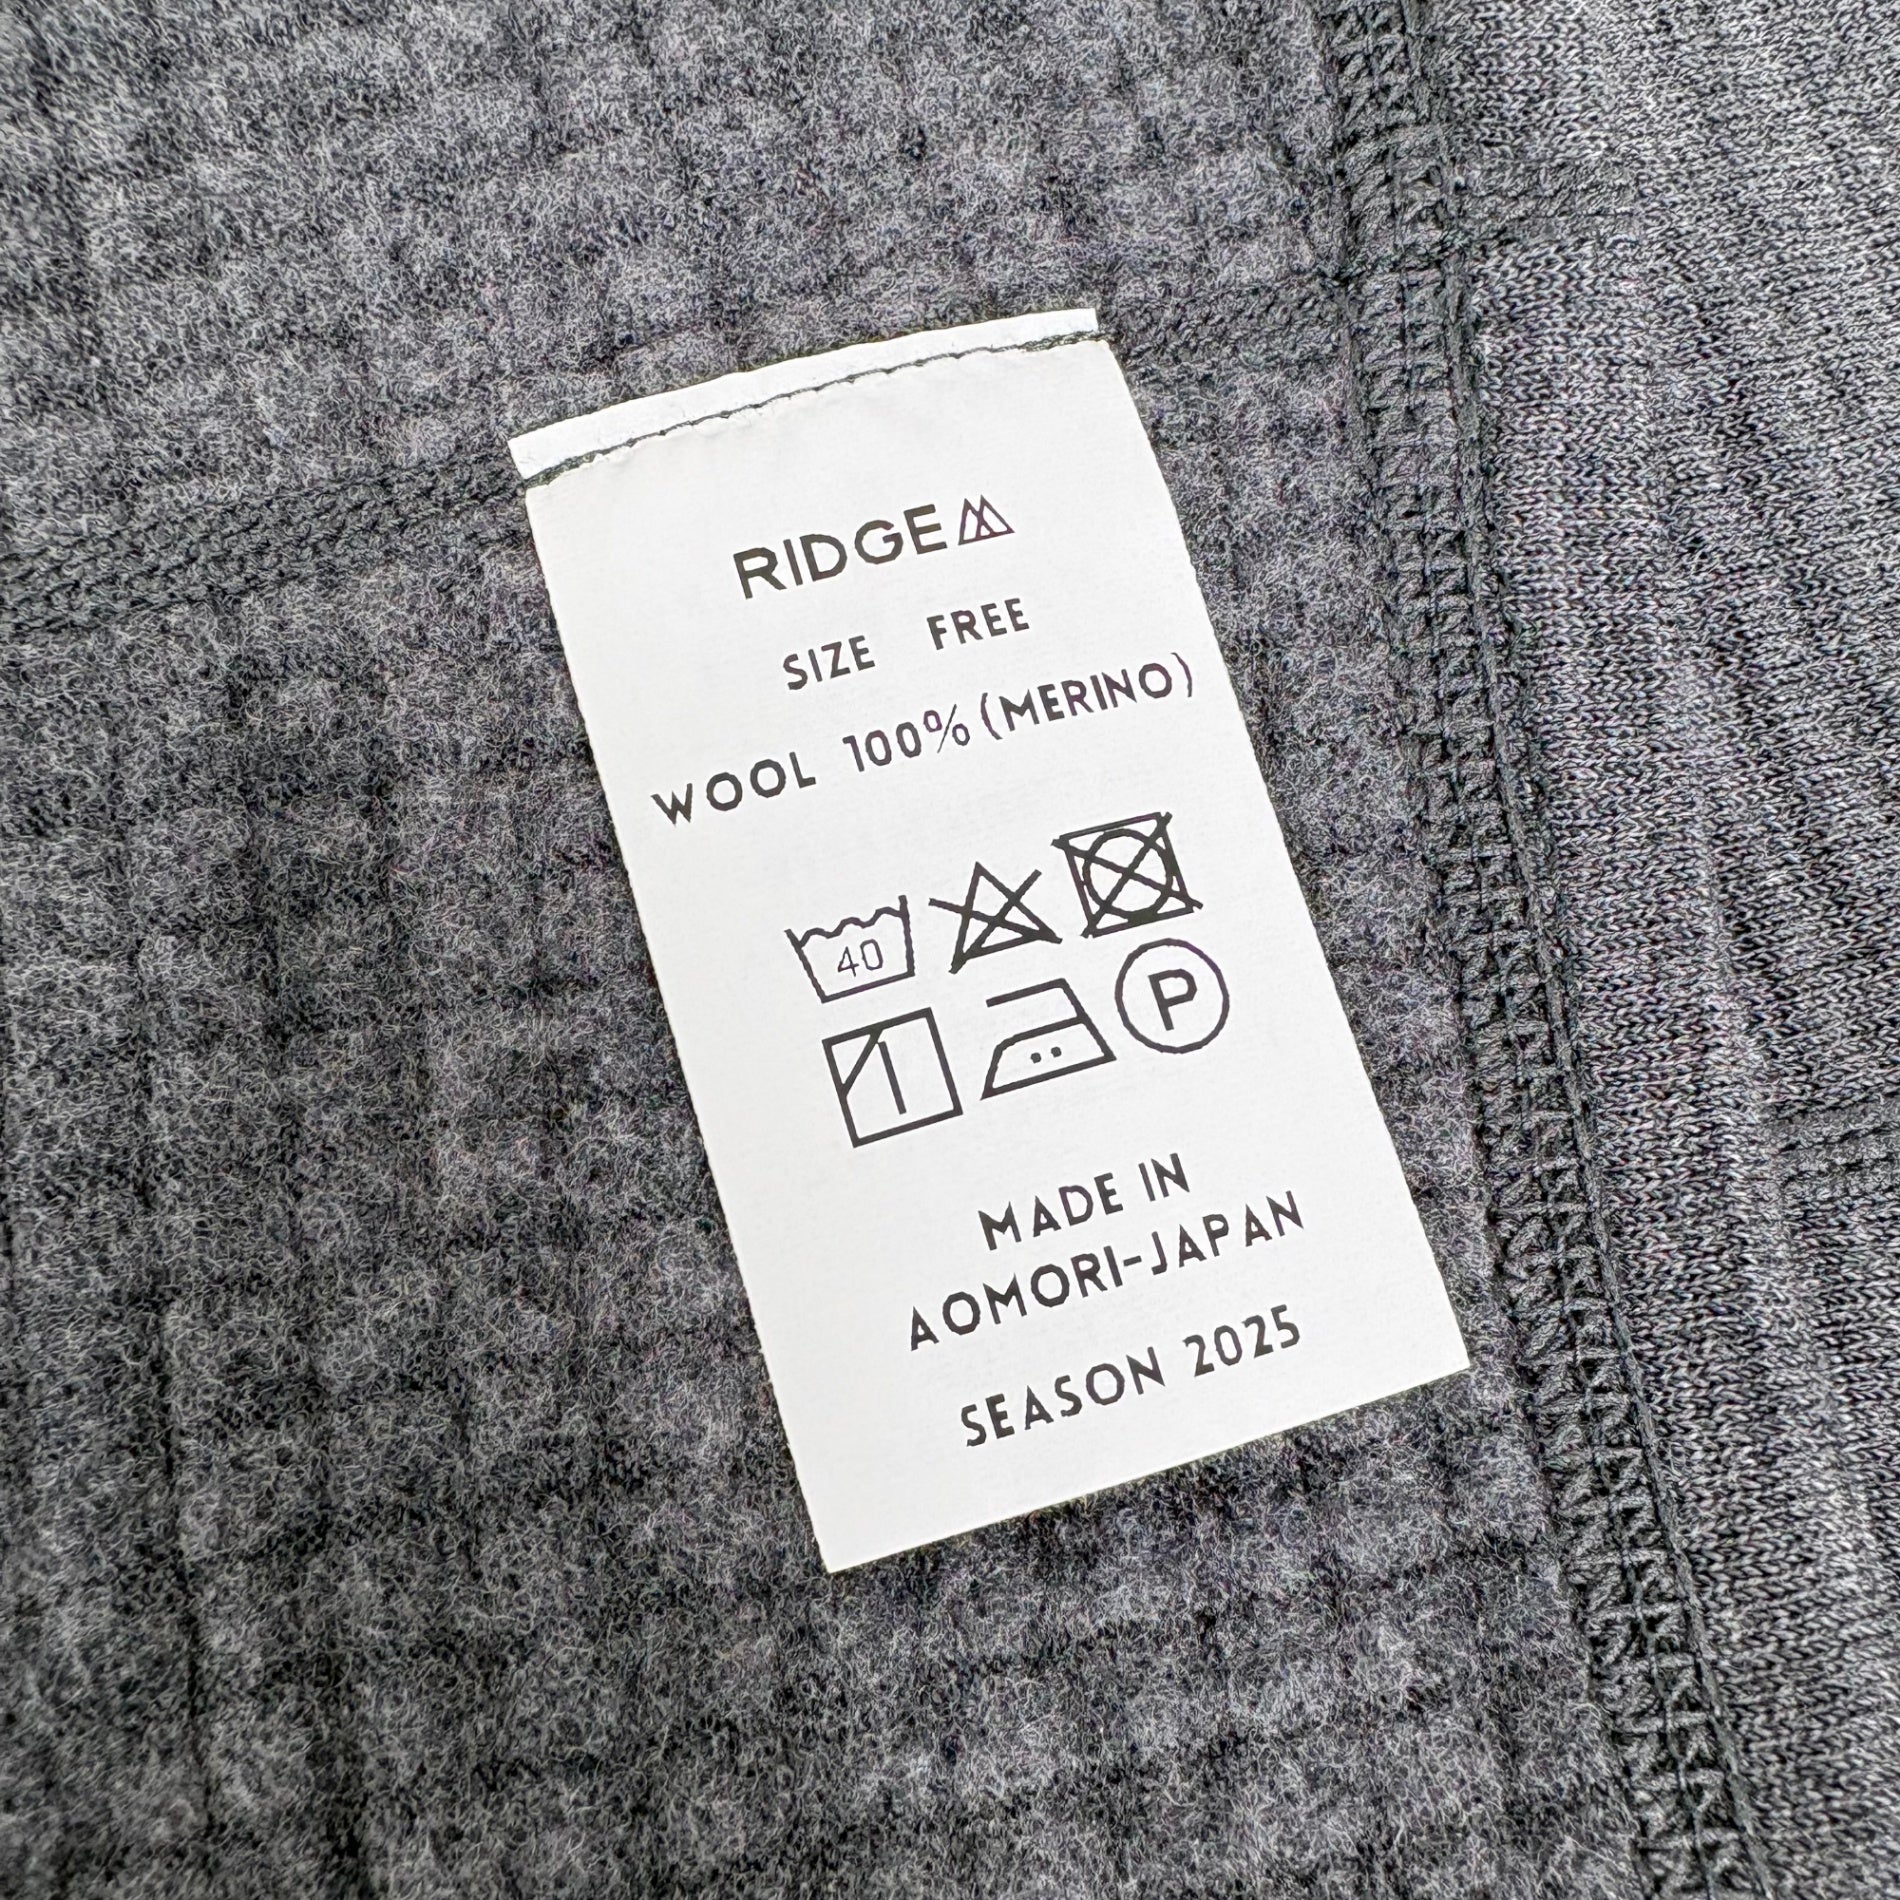 RIDGE
SIZE FREE
WOOL 100% (MERINO)
40
P
MADE IN
AOMORI-JAPAN
SEASON 2025